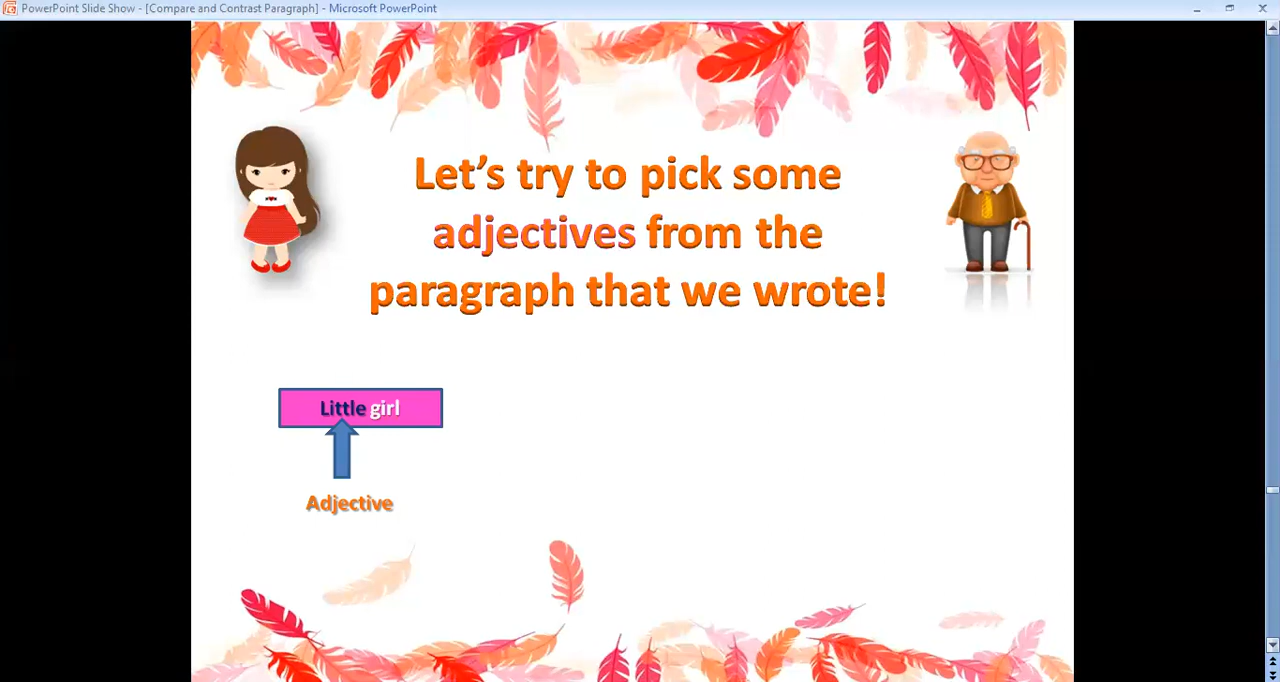 PowerPoint Slide Show - [Compare and Contrast Paragraph] - Microsoft PowerPoint
Let's try to pick some
adjectives from the
paragraph that we wrote!
Little girl
Adjective